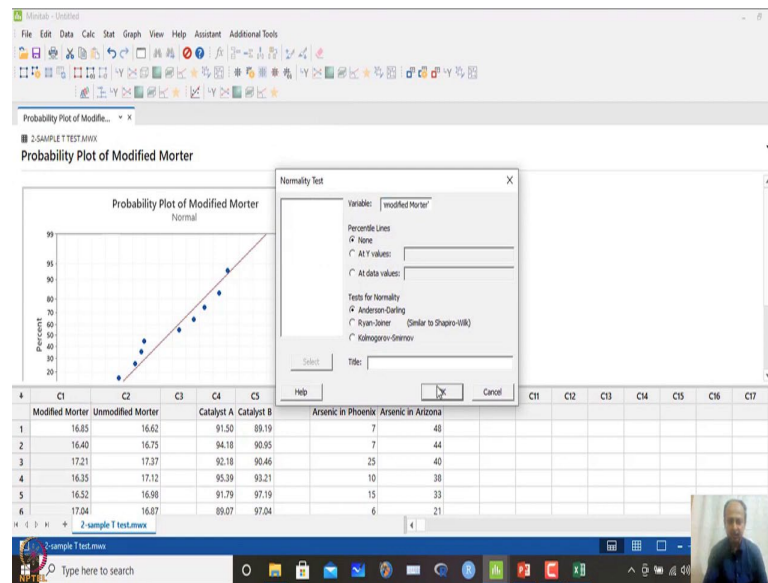 Minitab - Untitled
File Edit Data Calc Stat Graph View Help Assistant Additional Tools
Probability Plot of Modifie...
2-SAMPLE T TEST.MWX
Probability Plot of Modified Morter
Probability Plot of Modified Morter
Normal
Percent
99
95
90
80
70
60
50
40
30
20
Normality Test
Variable: 'nmodified Morter'
Percentile Lines
None
At Y values:
At data values:
Tests for Normality
Anderson-Darling
Ryan-Joiner (Similar to Shapiro-Wilk)
Kolmogorov-Smirnov
Select
Title:
Help
Cancel
C1 C2 C3 C4 C5 C11 C12 C13 C14 C15 C16 C17
Modified Morter Unmodified Morter Catalyst A Catalyst B Arsenic in Phoenix Arsenic in Arizona
1 16.85 16.62 91.50 89.19 7 48
2 16.40 16.75 94.18 90.95 7 44
3 17.21 17.37 92.18 90.46 25 40
4 16.35 17.12 95.39 93.21 10 38
5 16.52 16.98 91.79 97.19 15 33
6 17.04 16.87 89.07 97.04 6 21
2-sample T test.mwx
2-sample T test.mwx
Type here to search
NPTEL